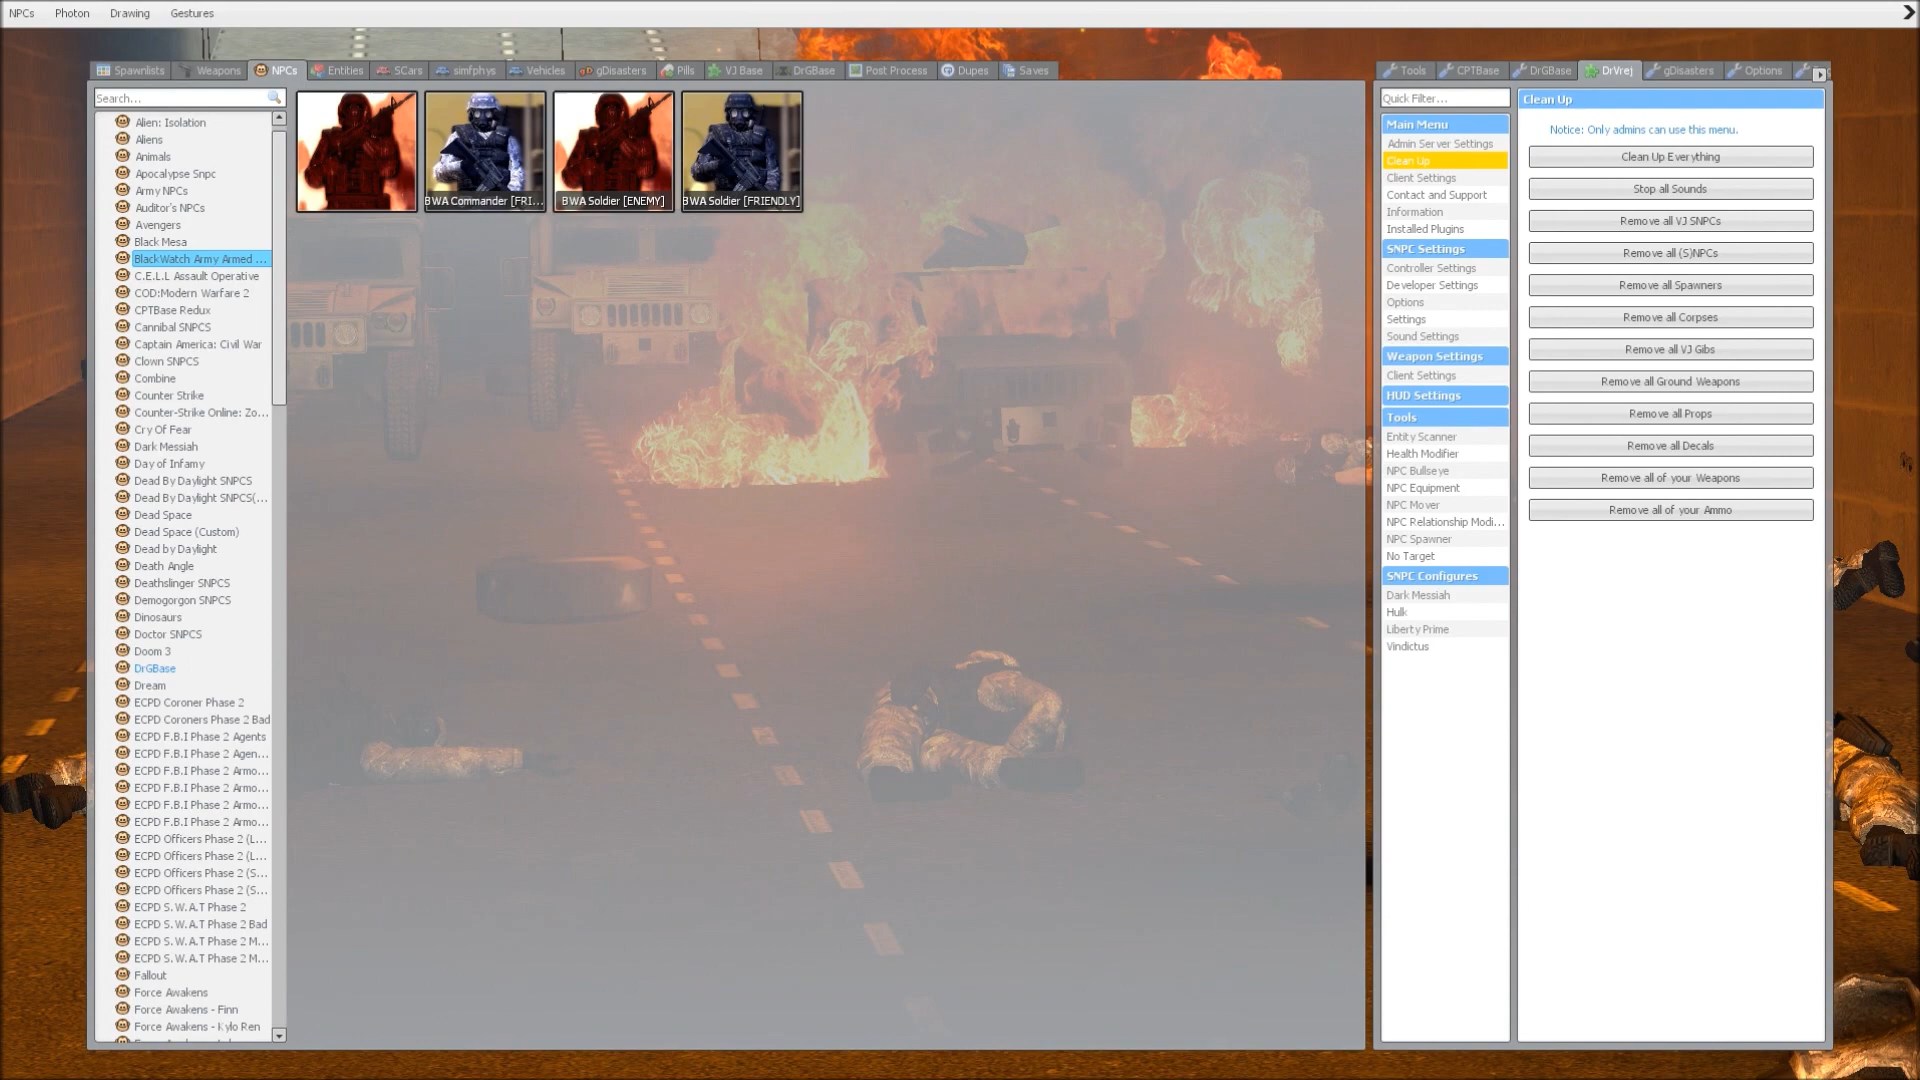 NPCs Photon Drawing Gestures
Spawnlists Weapons NPCs Entities SCars simfphys Vehicles gDisasters Pills VJ Base DrGBase Post Process Dupes Saves
Search...
Alien: Isolation
Aliens
Animals
Apocalypse Snpc
Army NPCs
Auditor's NPCs
Avengers
Black Mesa
BlackWatch Army Armed ...
C.E.L.L Assault Operative
COD:Modern Warfare 2
CPTBase Redux
Cannibal SNPCS
Captain America: Civil War
Clown SNPCS
Combine
Counter Strike
Counter-Strike Online: Zo...
Cry Of Fear
Dark Messiah
Day of Infamy
Dead By Daylight SNPCS
Dead By Daylight SNPCS(...
Dead Space
Dead Space (Custom)
Dead by Daylight
Death Angle
Deathslinger SNPCS
Demogorgon SNPCS
Dinosaurs
Doctor SNPCS
Doom 3
DrGBase
Dream
ECPD Coroner Phase 2
ECPD Coroners Phase 2 Bad
ECPD F.B.I Phase 2 Agents
ECPD F.B.I Phase 2 Agen...
ECPD F.B.I Phase 2 Armo...
ECPD F.B.I Phase 2 Armo...
ECPD F.B.I Phase 2 Armo...
ECPD F.B.I Phase 2 Armo...
ECPD Officers Phase 2 (L...
ECPD Officers Phase 2 (L...
ECPD Officers Phase 2 (S...
ECPD Officers Phase 2 (S...
ECPD S.W.A.T Phase 2
ECPD S.W.A.T Phase 2 Bad
ECPD S.W.A.T Phase 2 M...
ECPD S.W.A.T Phase 2 M...
Fallout
Force Awakens
Force Awakens - Finn
Force Awakens - Kylo Ren
BWA Commander [FRI...
BWA Soldier [ENEMY]
BWA Soldier [FRIENDLY]
Tools CPTBase DrGBase DrVrej gDisasters Options
Quick Filter...
Main Menu
Admin Server Settings
Clean Up
Client Settings
Contact and Support
Information
Installed Plugins
SNPC Settings
Controller Settings
Developer Settings
Options
Settings
Sound Settings
Weapon Settings
Client Settings
HUD Settings
Tools
Entity Scanner
Health Modifier
NPC Bullseye
NPC Equipment
NPC Mover
NPC Relationship Modi...
NPC Spawner
No Target
SNPC Configures
Dark Messiah
Hulk
Liberty Prime
Vindictus
Clean Up
Notice: Only admins can use this menu.
Clean Up Everything
Stop all Sounds
Remove all VJ SNPCs
Remove all (S)NPCs
Remove all Spawners
Remove all Corpses
Remove all VJ Gibs
Remove all Ground Weapons
Remove all Props
Remove all Decals
Remove all of your Weapons
Remove all of your Ammo